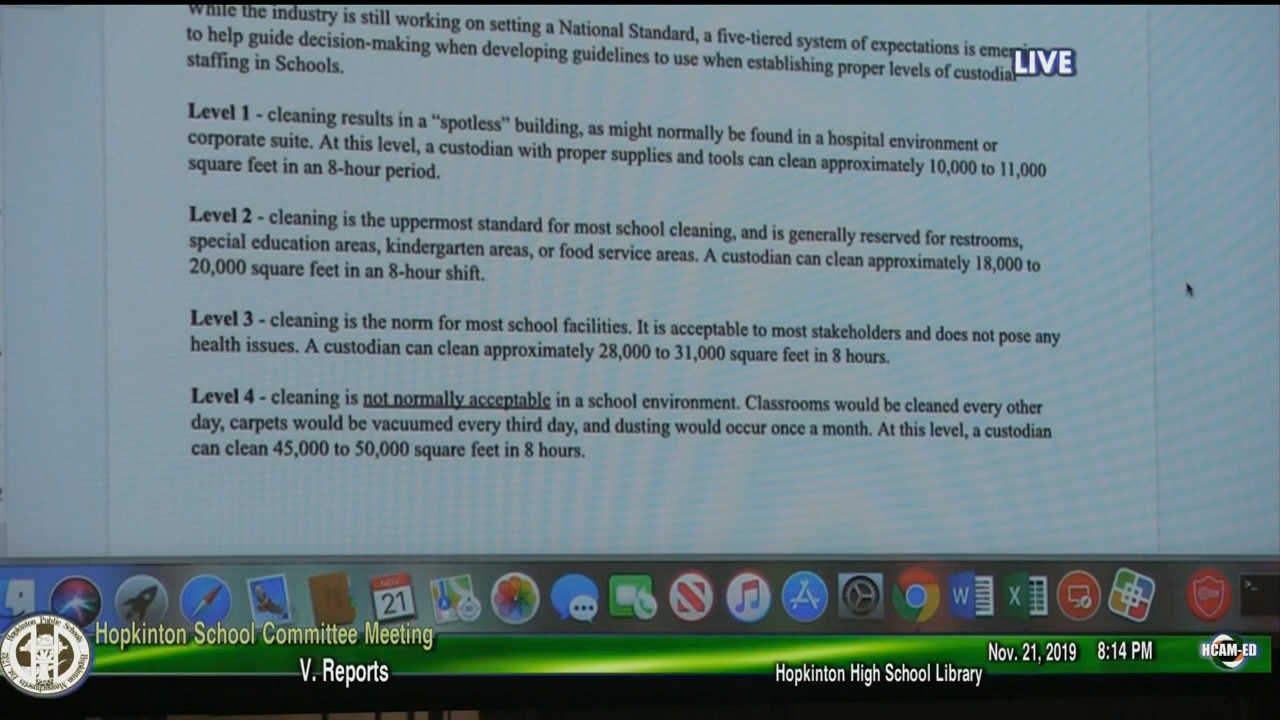 While the industry is still working on setting a National Standard, a five-tiered system of expectations is
to help guide decision-making when developing guidelines to use when establishing proper levels of custodial
staffing in Schools.
LIVE
Level 1 - cleaning results in a “spotless” building, as might normally be found in a hospital environment or
corporate suite. At this level, a custodian with proper supplies and tools can clean approximately 10,000 to 11,000
square feet in an 8-hour period.
Level 2 - cleaning is the uppermost standard for most school cleaning, and is generally reserved for restrooms,
special education areas, kindergarten areas, or food service areas. A custodian can clean approximately 18,000 to
20,000 square feet in an 8-hour shift.
Level 3 - cleaning is the norm for most school facilities. It is acceptable to most stakeholders and does not pose any
health issues. A custodian can clean approximately 28,000 to 31,000 square feet in 8 hours.
Level 4 - cleaning is not normally acceptable in a school environment. Classrooms would be cleaned every other
day, carpets would be vacuumed every third day, and dusting would occur once a month. At this level, a custodian
can clean 45,000 to 50,000 square feet in 8 hours.
NOV
21
W
X
Hopkinton School Committee Meeting
V. Reports
Nov. 21, 2019 8:14 PM
Hopkinton High School Library
HCAM-ED
Hopkinton Public Schools